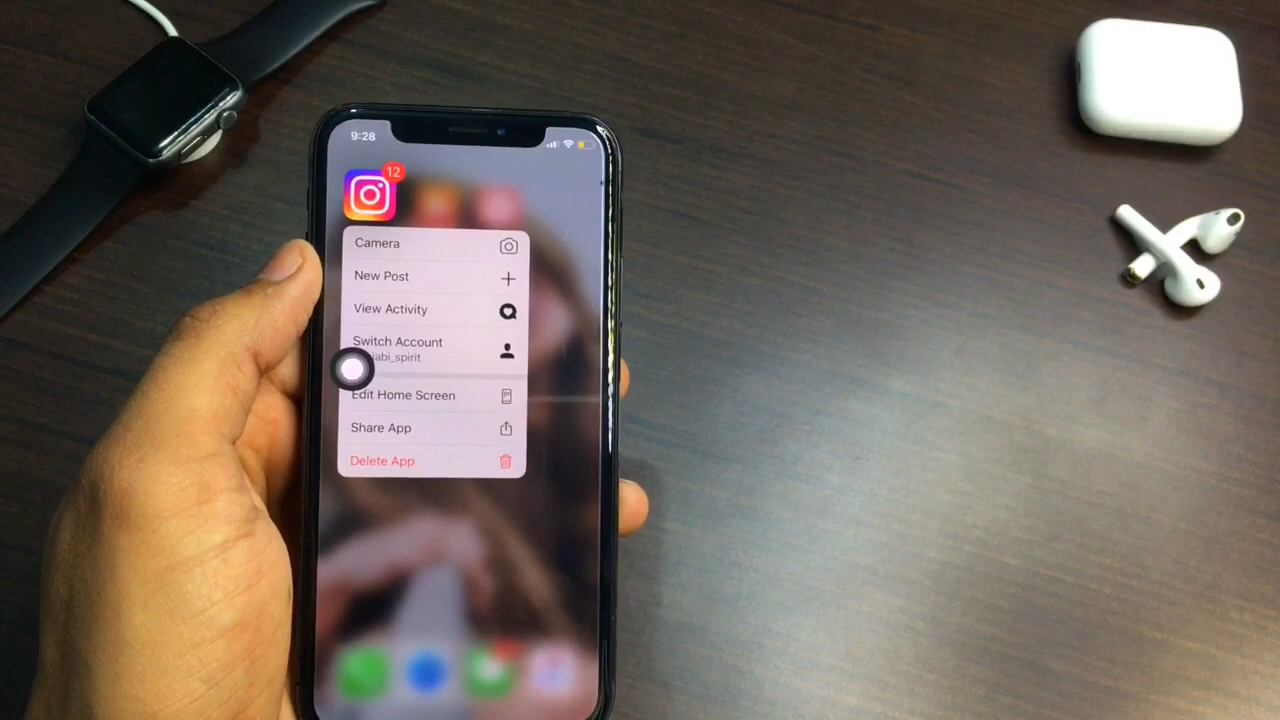 9:28
12
Camera
New Post
View Activity
Switch Account
Edit Home Screen
Share App
Delete App